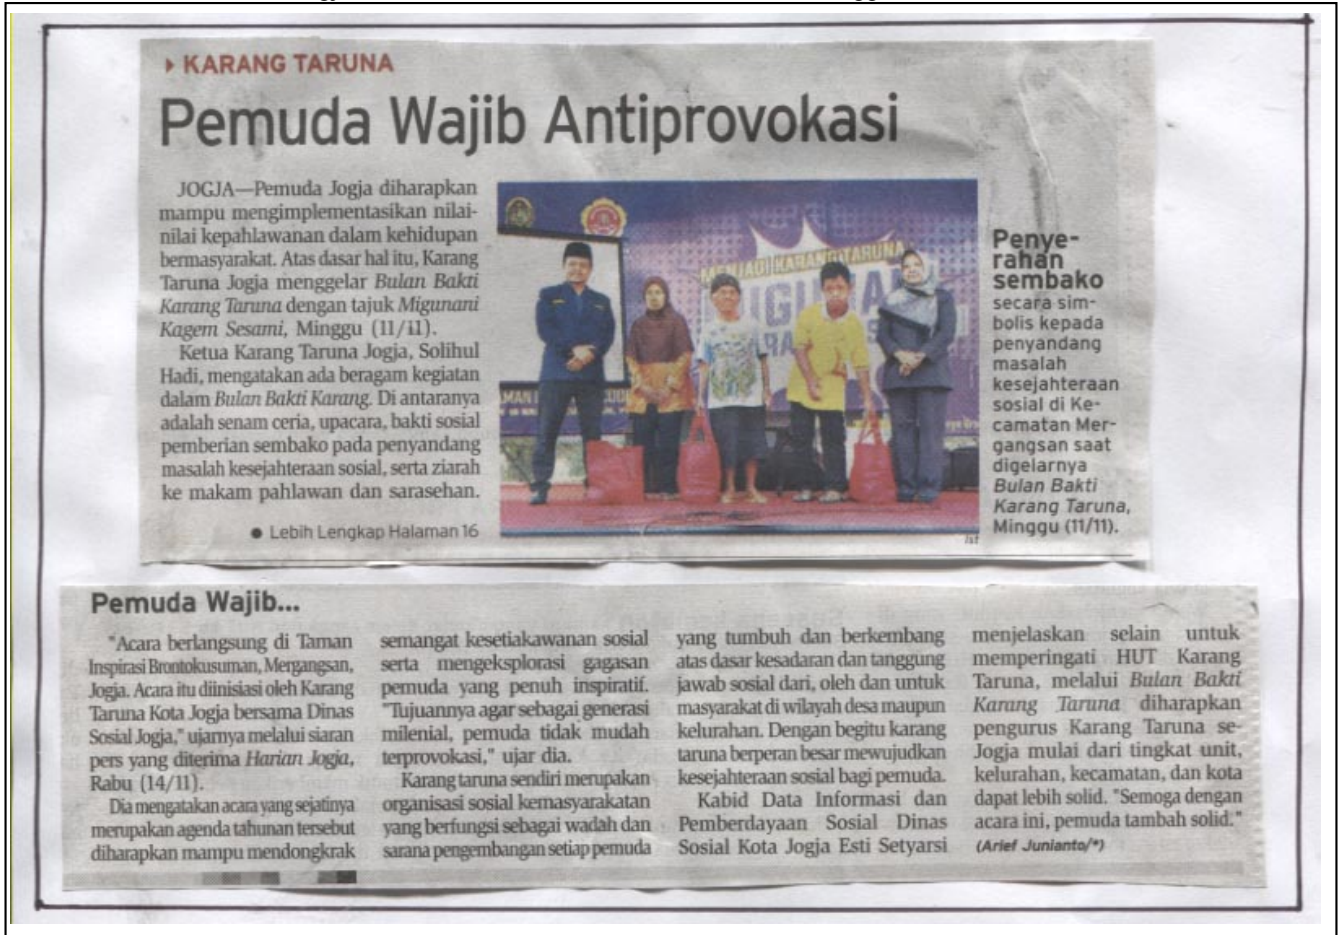 KARANG TARUNA
Pemuda Wajib Antiprovokasi
JOGJA—Pemuda Jogja diharapkan
mampu mengimplementasikan nilai-
nilai kepahlawanan dalam kehidupan
bermasyarakat. Atas dasar hal itu, Karang
Taruna Jogja menggelar Bulan Bakti
Karang Taruna dengan tajuk Migunani
Kagem Sesami, Minggu (11/11).
Ketua Karang Taruna Jogja, Solihul
Hadi, mengatakan ada beragam kegiatan
dalam Bulan Bakti Karang. Di antaranya
adalah senam ceria, upacara, bakti sosial
pemberian sembako pada penyandang
masalah kesejahteraan sosial, serta ziarah
ke makam pahlawan dan sarasehan.
● Lebih Lengkap Halaman 16
MENJADI KARANG TARUNA
Penye-
rahan
sembako
secara sim-
bolis kepada
penyandang
masalah
kesejahteraan
sosial di Ke-
camatan Mer-
gangsan saat
digelarnya
Bulan Bakti
Karang Taruna,
Minggu (11/11).
Ist
Pemuda Wajib...
"Acara berlangsung di Taman
Inspirasi Brontokusuman, Mergangsan,
Jogja. Acara itu diinisiasi oleh Karang
Taruna Kota Jogja bersama Dinas
Sosial Jogja," ujarnya melalui siaran
pers yang diterima Harian Jogja,
Rabu (14/11).
Dia mengatakan acara yang sejatinya
merupakan agenda tahunan tersebut
diharapkan mampu mendongkrak
semangat kesetiakawanan sosial
serta mengeksplorasi gagasan
pemuda yang penuh inspiratif.
"Tujuannya agar sebagai generasi
milenial, pemuda tidak mudah
terprovokasi," ujar dia.
Karang taruna sendiri merupakan
organisasi sosial kemasyarakatan
yang berfungsi sebagai wadah dan
sarana pengembangan setiap pemuda
yang tumbuh dan berkembang
atas dasar kesadaran dan tanggung
jawab sosial dari, oleh dan untuk
masyarakat di wilayah desa maupun
kelurahan. Dengan begitu karang
taruna berperan besar mewujudkan
kesejahteraan sosial bagi pemuda.
Kabid Data Informasi dan
Pemberdayaan Sosial Dinas
Sosial Kota Jogja Esti Setyarsi
menjelaskan selain untuk
memperingati HUT Karang
Taruna, melalui Bulan Bakti
Karang Taruna diharapkan
pengurus Karang Taruna se-
Jogja mulai dari tingkat unit,
kelurahan, kecamatan, dan kota
dapat lebih solid. "Semoga dengan
acara ini, pemuda tambah solid."
(Arief Junianto/*)